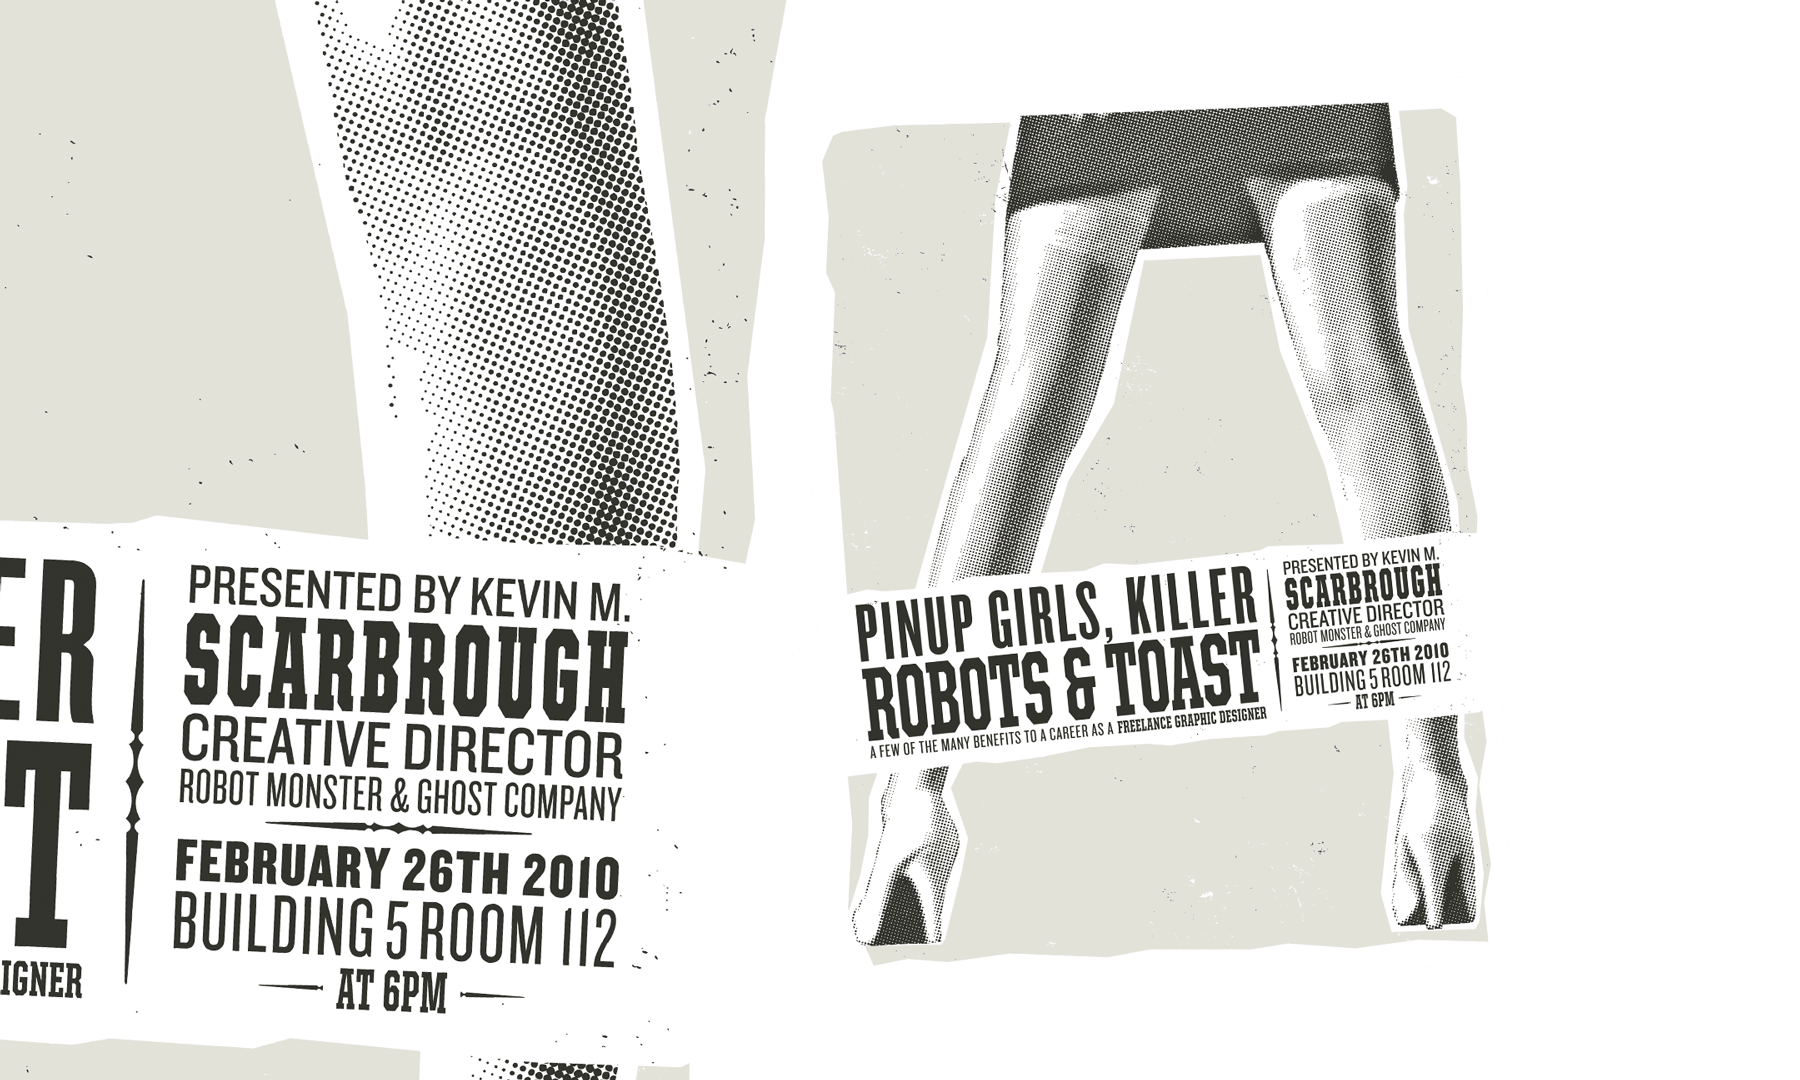 ER
T
IGNER
PRESENTED BY KEVIN M.
SCARBROUGH
CREATIVE DIRECTOR
ROBOT MONSTER & GHOST COMPANY
FEBRUARY 26TH 2010
BUILDING 5 ROOM 112
AT 6PM
PINUP GIRLS, KILLER
ROBOTS & TOAST
A FEW OF THE MANY BENEFITS TO A CAREER AS A FREELANCE GRAPHIC DESIGNER
PRESENTED BY KEVIN M.
SCARBROUGH
CREATIVE DIRECTOR
ROBOT MONSTER & GHOST COMPANY
FEBRUARY 26TH 2010
BUILDING 5 ROOM 112
AT 6PM